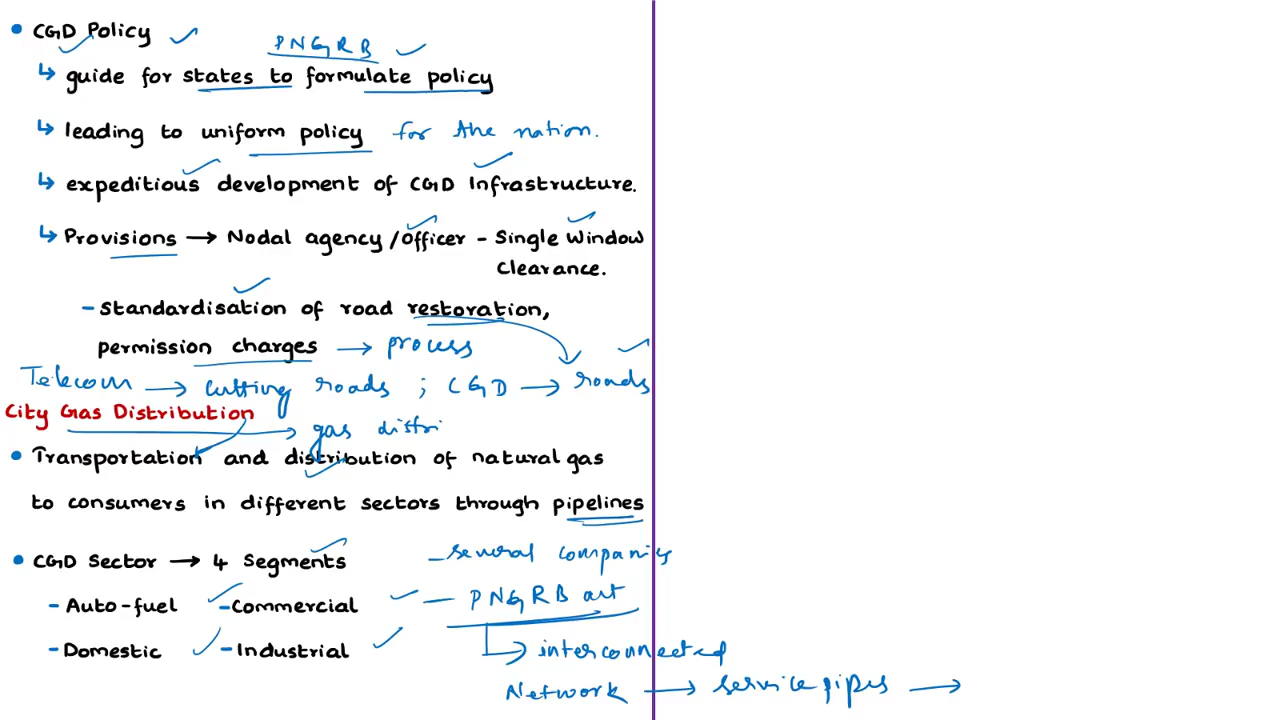 CGD Policy
PNGRB
guide for states to formulate policy
leading to uniform policy for the nation.
expeditious development of CGD Infrastructure.
Provisions → Nodal agency/officer - Single Window
Clearance.
- Standardisation of road restoration,
permission charges → process
Telecom → cutting roads ; CGD → roads
City Gas Distribution
gas distri
Transportation and distribution of natural gas
to consumers in different sectors through pipelines
CGD Sector → 4 Segments
- several companies
- Auto-fuel - Commercial - PNGRB act
- Domestic - Industrial
interconnected
Network → service pipes →